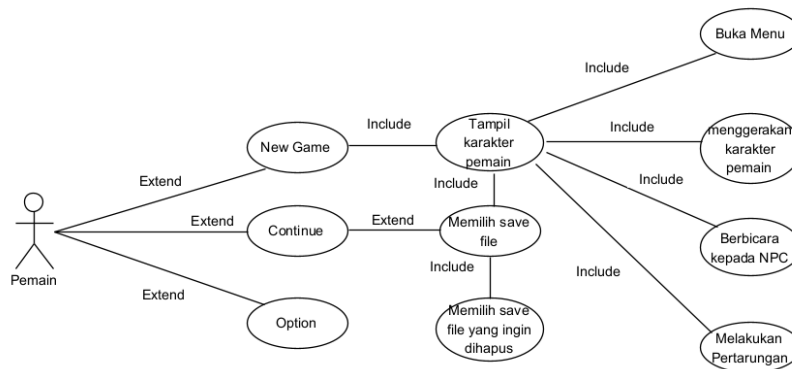 Buka Menu
Include
Include
Tampil
karakter
pemain
Include
menggerakan
karakter
pemain
New Game
Extend
Include
Include
Pemain
Extend
Continue
Extend
Memilih save
file
Berbicara
kepada NPC
Extend
Include
Include
Option
Memilih save
file yang ingin
dihapus
Melakukan
Pertarungan